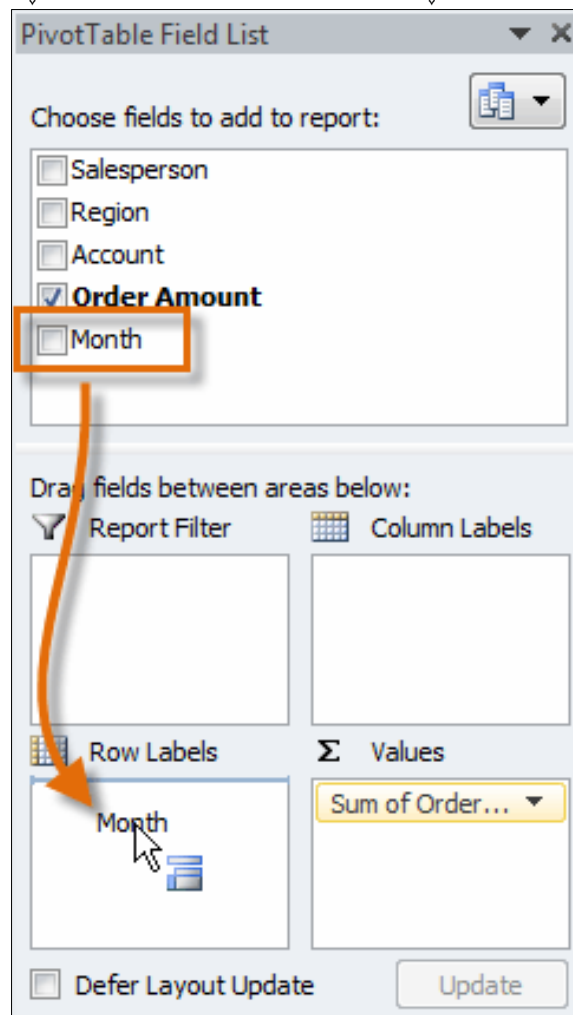 PivotTable Field List
Choose fields to add to report:
Salesperson
Region
Account
Order Amount
Month
Drag fields between areas below:
Report Filter
Column Labels
Row Labels
Σ Values
Month
Sum of Order...
Defer Layout Update
Update